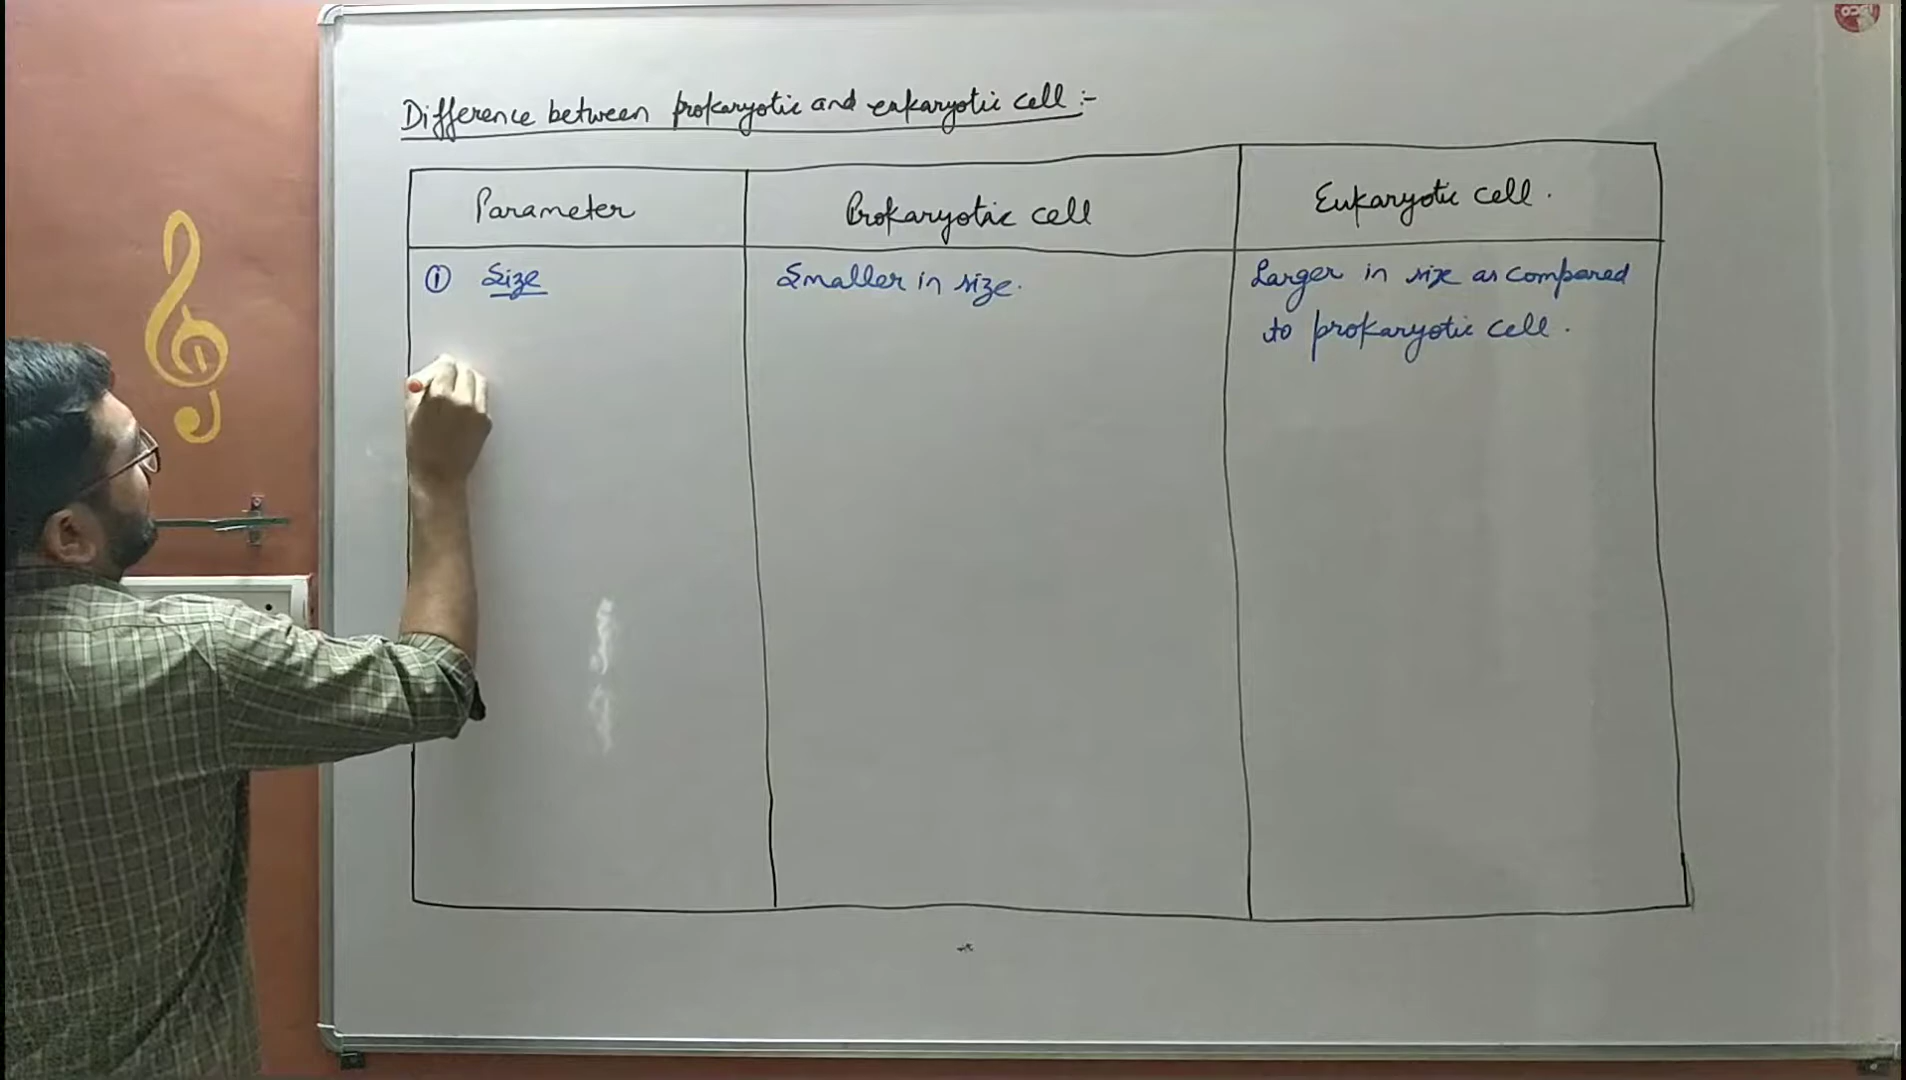 Difference between prokaryotic and eukaryotic cell :-
Parameter
Prokaryotic cell
Eukaryotic cell.
① Size
Smaller in size.
Larger in size as compared
to prokaryotic cell.